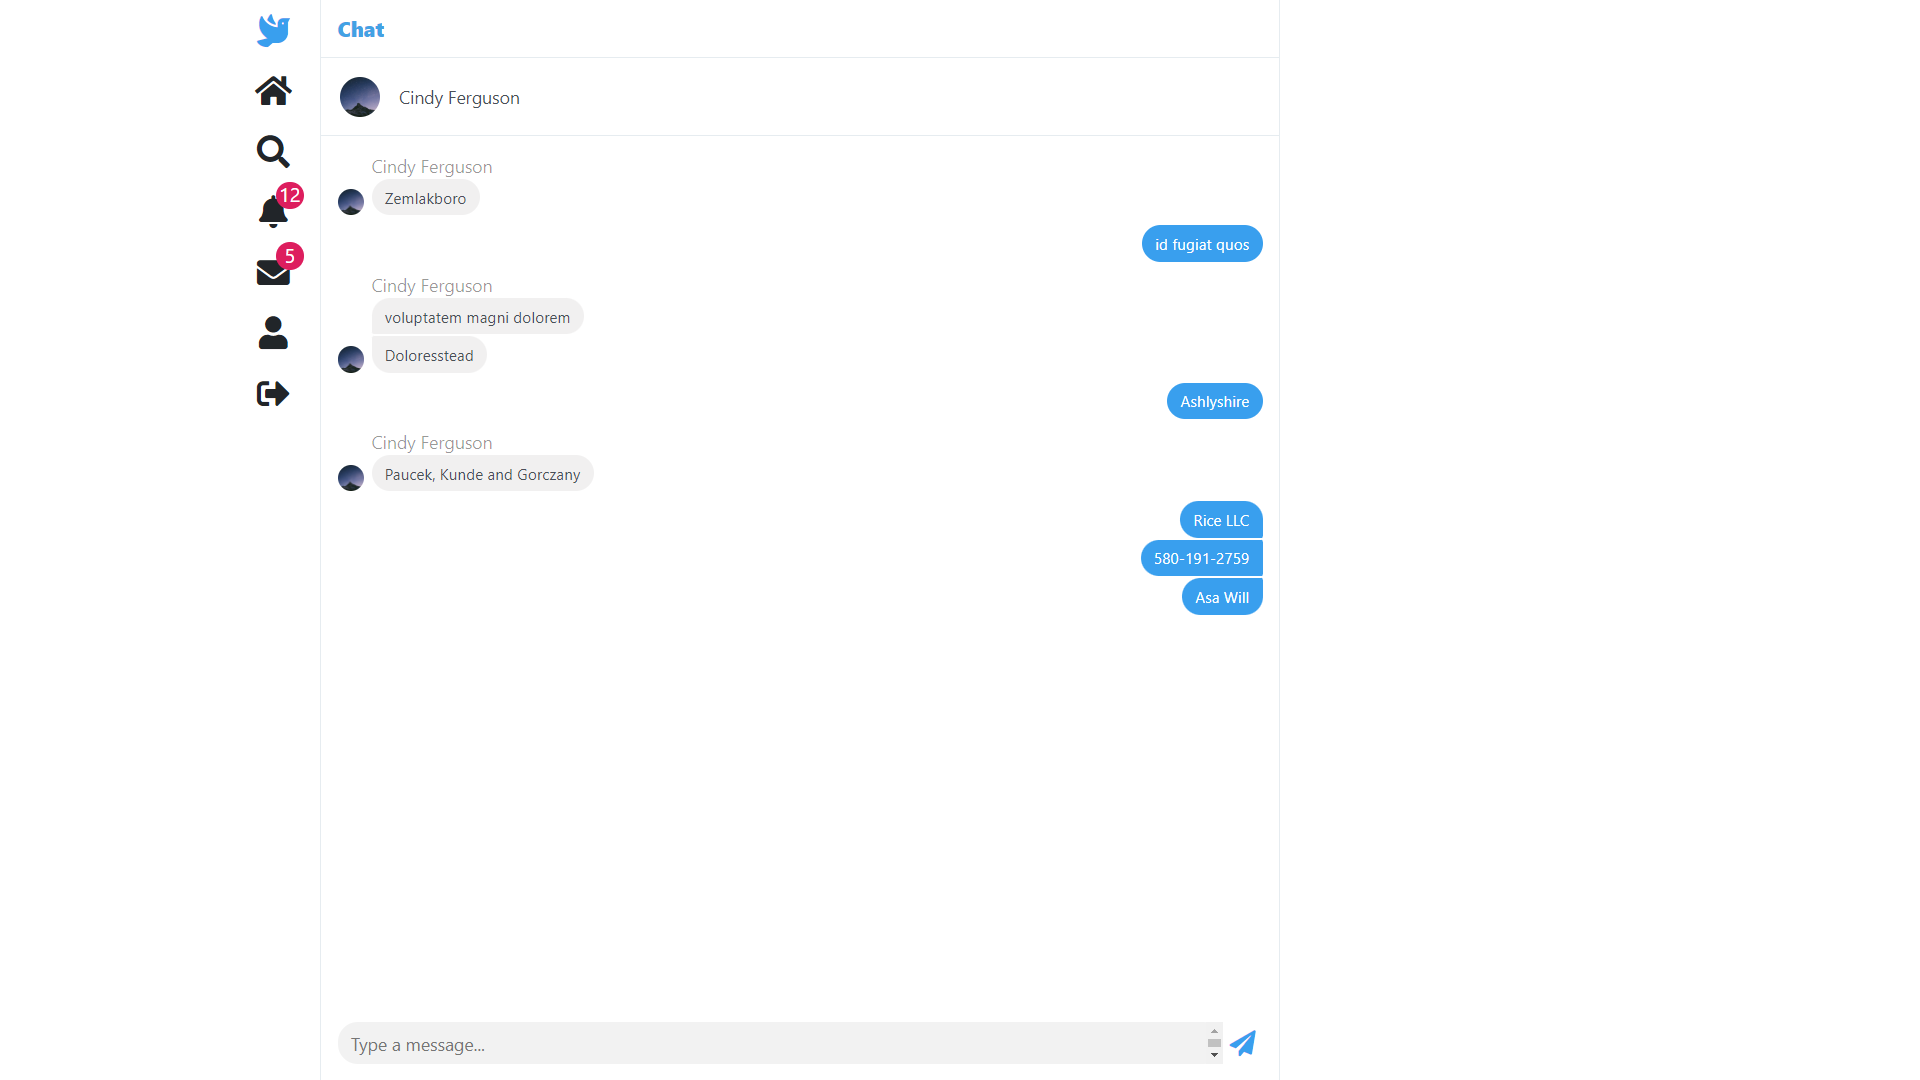 Chat
Cindy Ferguson
12
5
Cindy Ferguson
Zemlakboro
id fugiat quos
Cindy Ferguson
voluptatem magni dolorem
Doloresstead
Ashlyshire
Cindy Ferguson
Paucek, Kunde and Gorczany
Rice LLC
580-191-2759
Asa Will
Type a message...